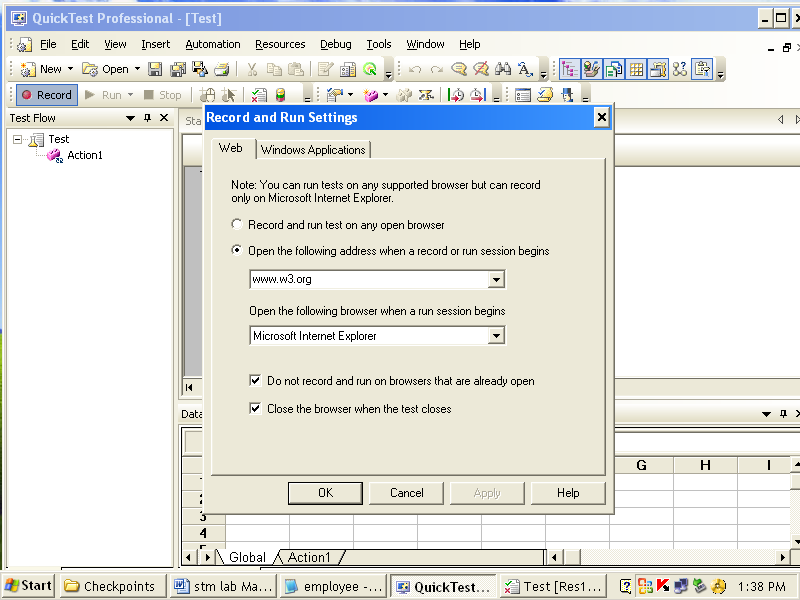 QuickTest Professional - [Test]
File Edit View Insert Automation Resources Debug Tools Window Help
New Open
Record Run Stop
Test Flow
Test
Action1
Record and Run Settings
Web Windows Applications
Note: You can run tests on any supported browser but can record
only on Microsoft Internet Explorer.
Record and run test on any open browser
Open the following address when a record or run session begins
www.w3.org
Open the following browser when a run session begins
Microsoft Internet Explorer
Do not record and run on browsers that are already open
Close the browser when the test closes
OK Cancel Apply Help
Sta
Data
G H I
3
4
Global Action1
Start Checkpoints stm lab Ma... employee -... QuickTest... Test [Res1... 1:38 PM